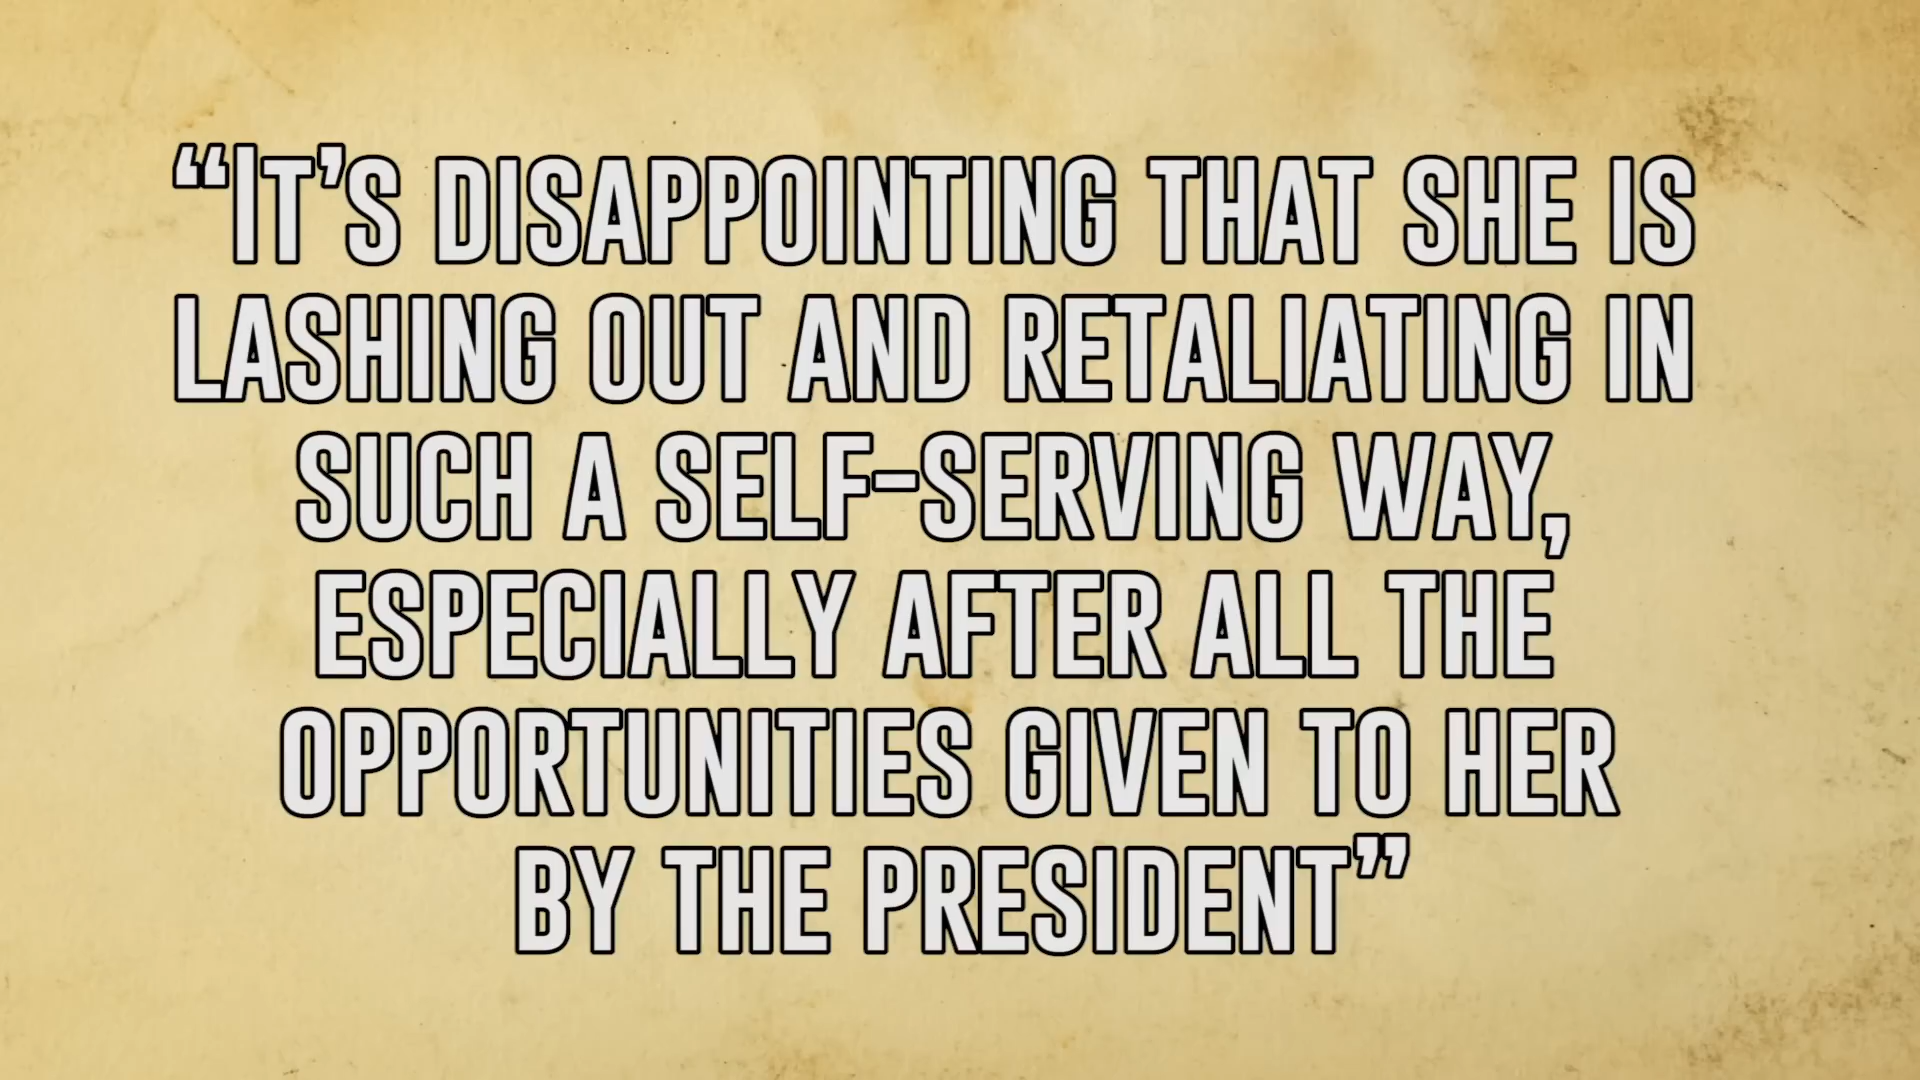 “It’s disappointing that she is
lashing out and retaliating in
such a self-serving way,
especially after all the
opportunities given to her
by the President”